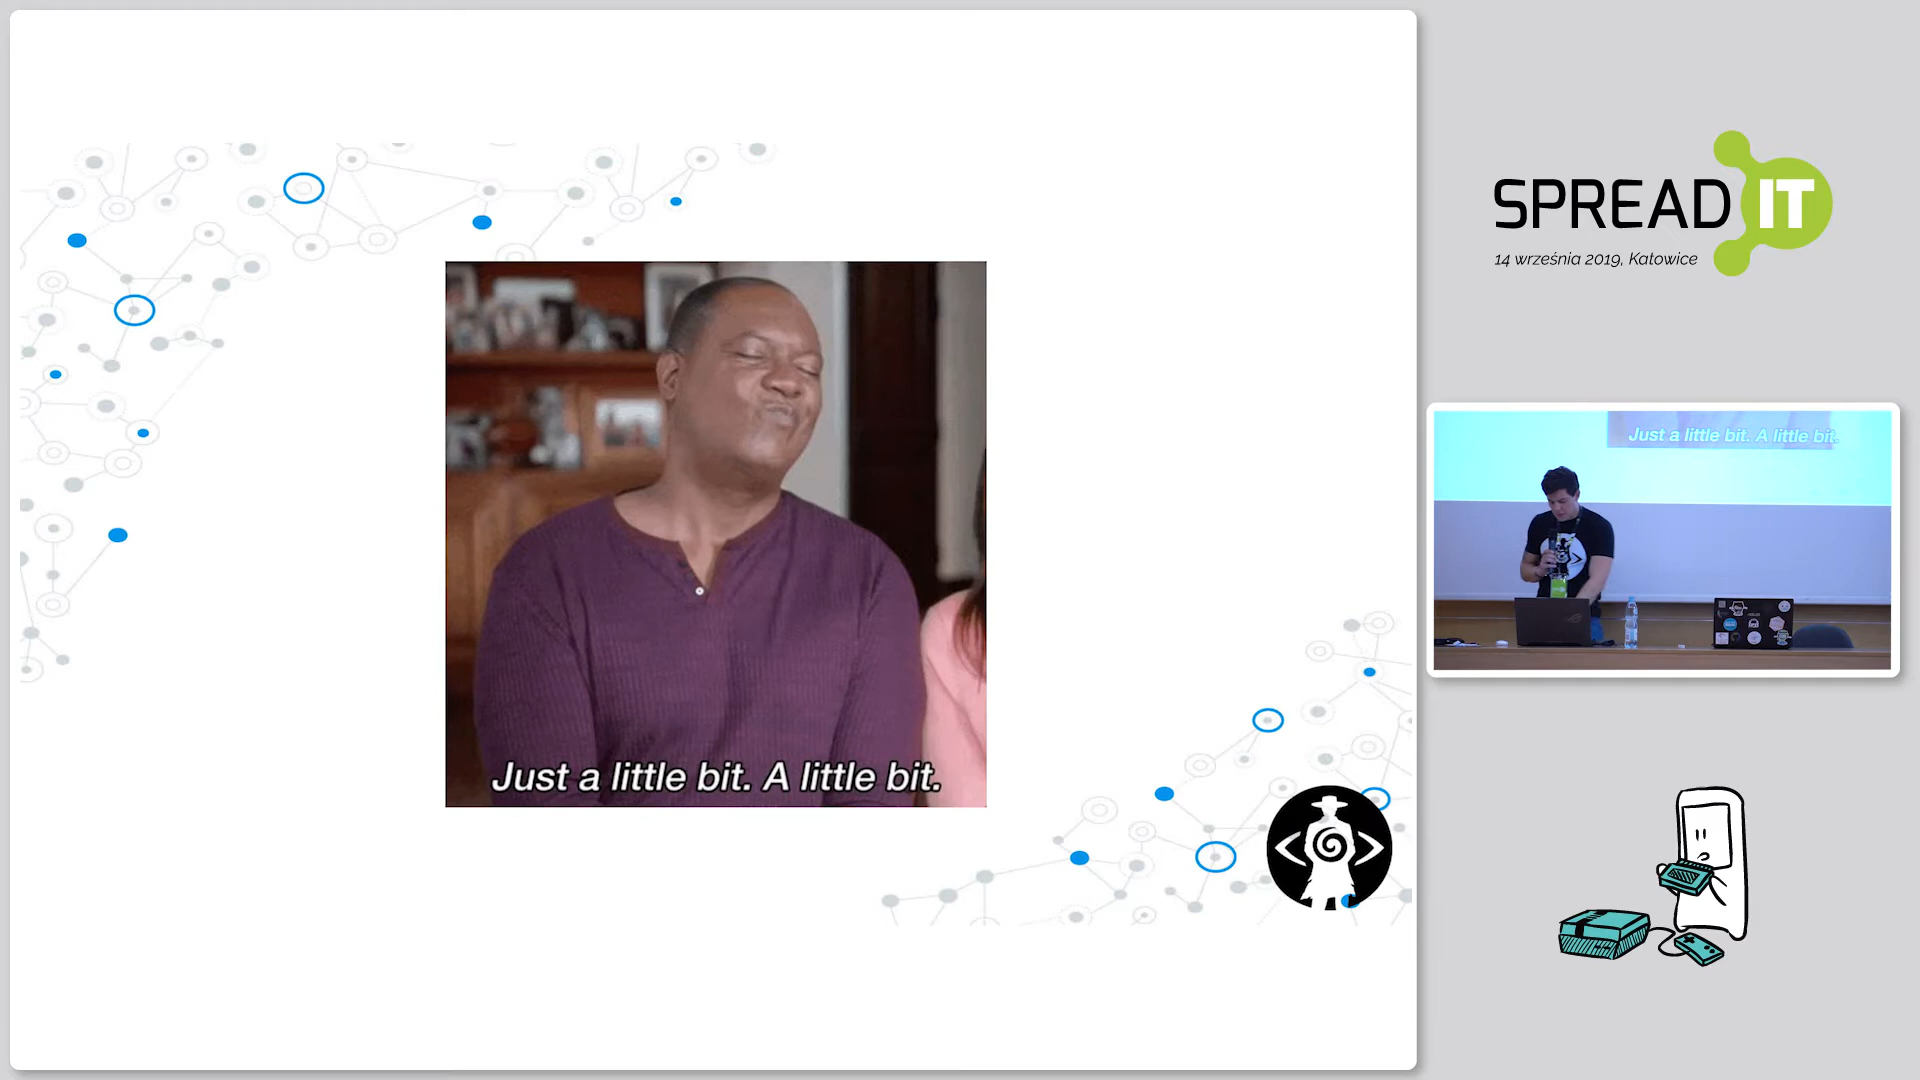 Just a little bit. A little bit.
SPREAD IT
14 września 2019, Katowice
Just a little bit. A little bit.